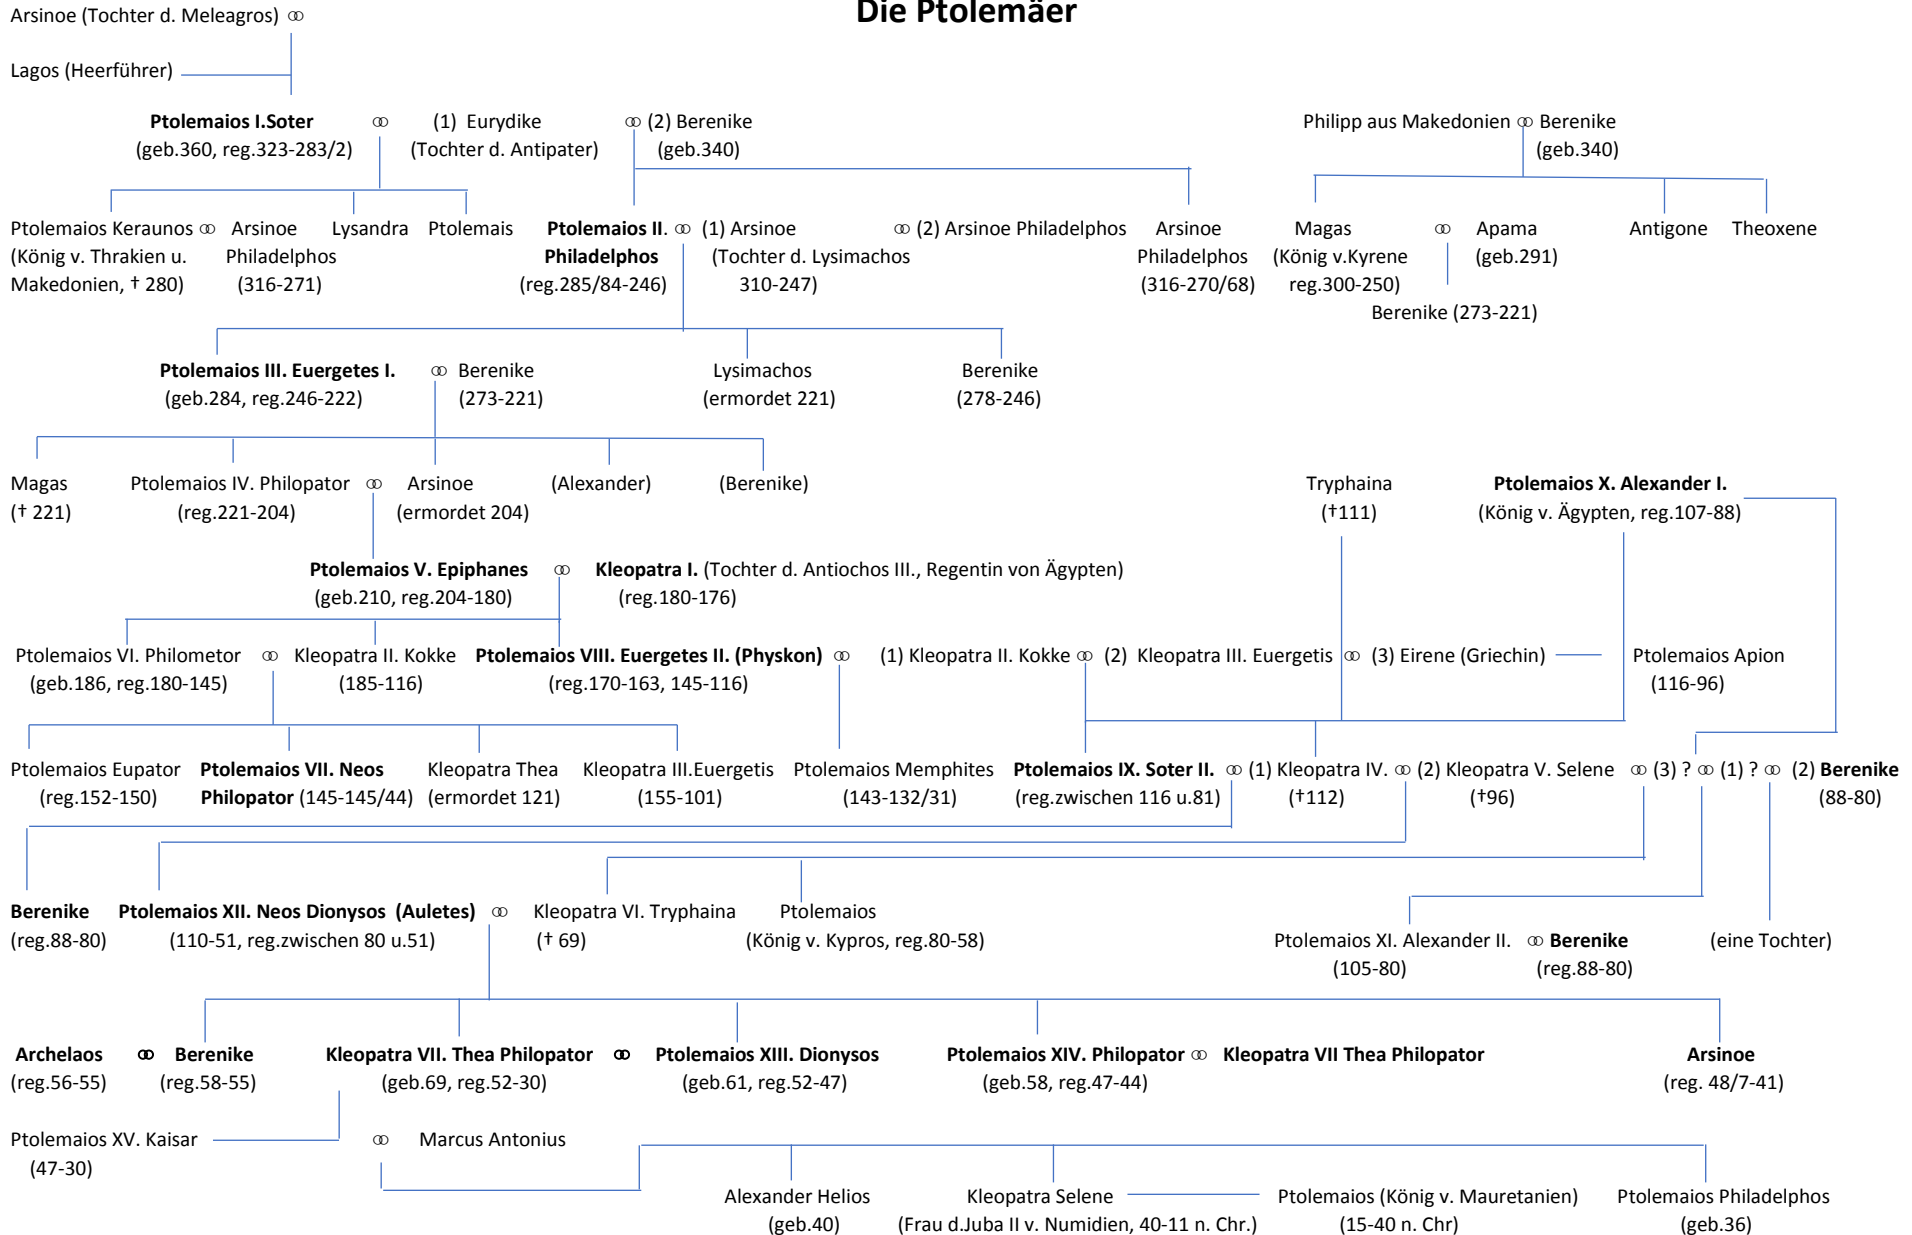 Die Ptolemäer
Arsinoe (Tochter d. Meleagros) ⚭
Lagos (Heerführer)
Ptolemaios I.Soter ⚭ (1) Eurydike ⚭ (2) Berenike Philipp aus Makedonien ⚭ Berenike
(geb.360, reg.323-283/2) (Tochter d. Antipater) (geb.340) (geb.340)
Ptolemaios Keraunos ⚭ Arsinoe Lysandra Ptolemais Ptolemaios II. ⚭ (1) Arsinoe ⚭ (2) Arsinoe Philadelphos Arsinoe Magas ⚭ Apama Antigone Theoxene
(König v. Thrakien u. Philadelphos Philadelphos (Tochter d. Lysimachos Philadelphos (König v.Kyrene (geb.291)
Makedonien, † 280) (316-271) (reg.285/84-246) 310-247) (316-270/68) reg.300-250)
Berenike (273-221)
Ptolemaios III. Euergetes I. ⚭ Berenike Lysimachos Berenike
(geb.284, reg.246-222) (273-221) (ermordet 221) (278-246)
Magas Ptolemaios IV. Philopator ⚭ Arsinoe (Alexander) (Berenike) Tryphaina Ptolemaios X. Alexander I.
(† 221) (reg.221-204) (ermordet 204) (†111) (König v. Ägypten, reg.107-88)
Ptolemaios V. Epiphanes ⚭ Kleopatra I. (Tochter d. Antiochos III., Regentin von Ägypten)
(geb.210, reg.204-180) (reg.180-176)
Ptolemaios VI. Philometor ⚭ Kleopatra II. Kokke Ptolemaios VIII. Euergetes II. (Physkon) ⚭ (1) Kleopatra II. Kokke ⚭ (2) Kleopatra III. Euergetis ⚭ (3) Eirene (Griechin) Ptolemaios Apion
(geb.186, reg.180-145) (185-116) (reg.170-163, 145-116) (116-96)
Ptolemaios Eupator Ptolemaios VII. Neos Kleopatra Thea Kleopatra III.Euergetis Ptolemaios Memphites Ptolemaios IX. Soter II. ⚭ (1) Kleopatra IV. ⚭ (2) Kleopatra V. Selene ⚭ (3) ? ⚭ (1) ? ⚭ (2) Berenike
(reg.152-150) Philopator (145-145/44) (ermordet 121) (155-101) (143-132/31) (reg.zwischen 116 u.81) (†112) (†96) (88-80)
Berenike Ptolemaios XII. Neos Dionysos (Auletes) ⚭ Kleopatra VI. Tryphaina Ptolemaios
(reg.88-80) (110-51, reg.zwischen 80 u.51) († 69) (König v. Kypros, reg.80-58)
Ptolemaios XI. Alexander II. ⚭ Berenike (eine Tochter)
(105-80) (reg.88-80)
Archelaos ⚭ Berenike Kleopatra VII. Thea Philopator ⚭ Ptolemaios XIII. Dionysos Ptolemaios XIV. Philopator ⚭ Kleopatra VII Thea Philopator Arsinoe
(reg.56-55) (reg.58-55) (geb.69, reg.52-30) (geb.61, reg.52-47) (geb.58, reg.47-44) (reg. 48/7-41)
Ptolemaios XV. Kaisar ⚭ Marcus Antonius
(47-30)
Alexander Helios Kleopatra Selene Ptolemaios (König v. Mauretanien) Ptolemaios Philadelphos
(geb.40) (Frau d.Juba II v. Numidien, 40-11 n. Chr.) (15-40 n. Chr) (geb.36)